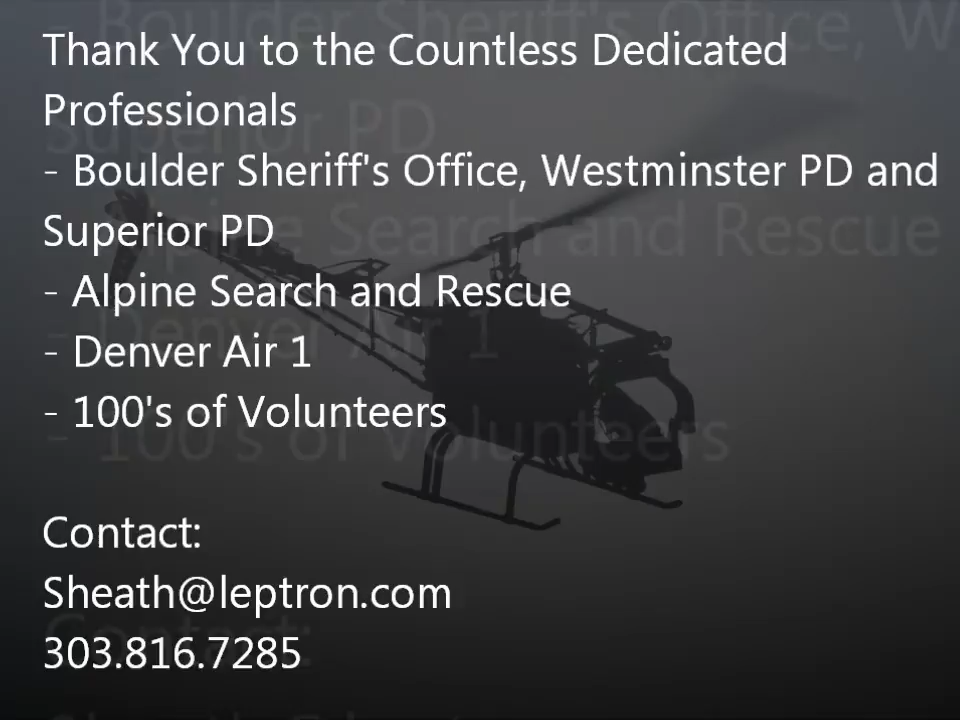 Thank You to the Countless Dedicated
Professionals
- Boulder Sheriff's Office, Westminster PD and
Superior PD
- Alpine Search and Rescue
- Denver Air 1
- 100's of Volunteers
Contact:
Sheath@leptron.com
303.816.7285